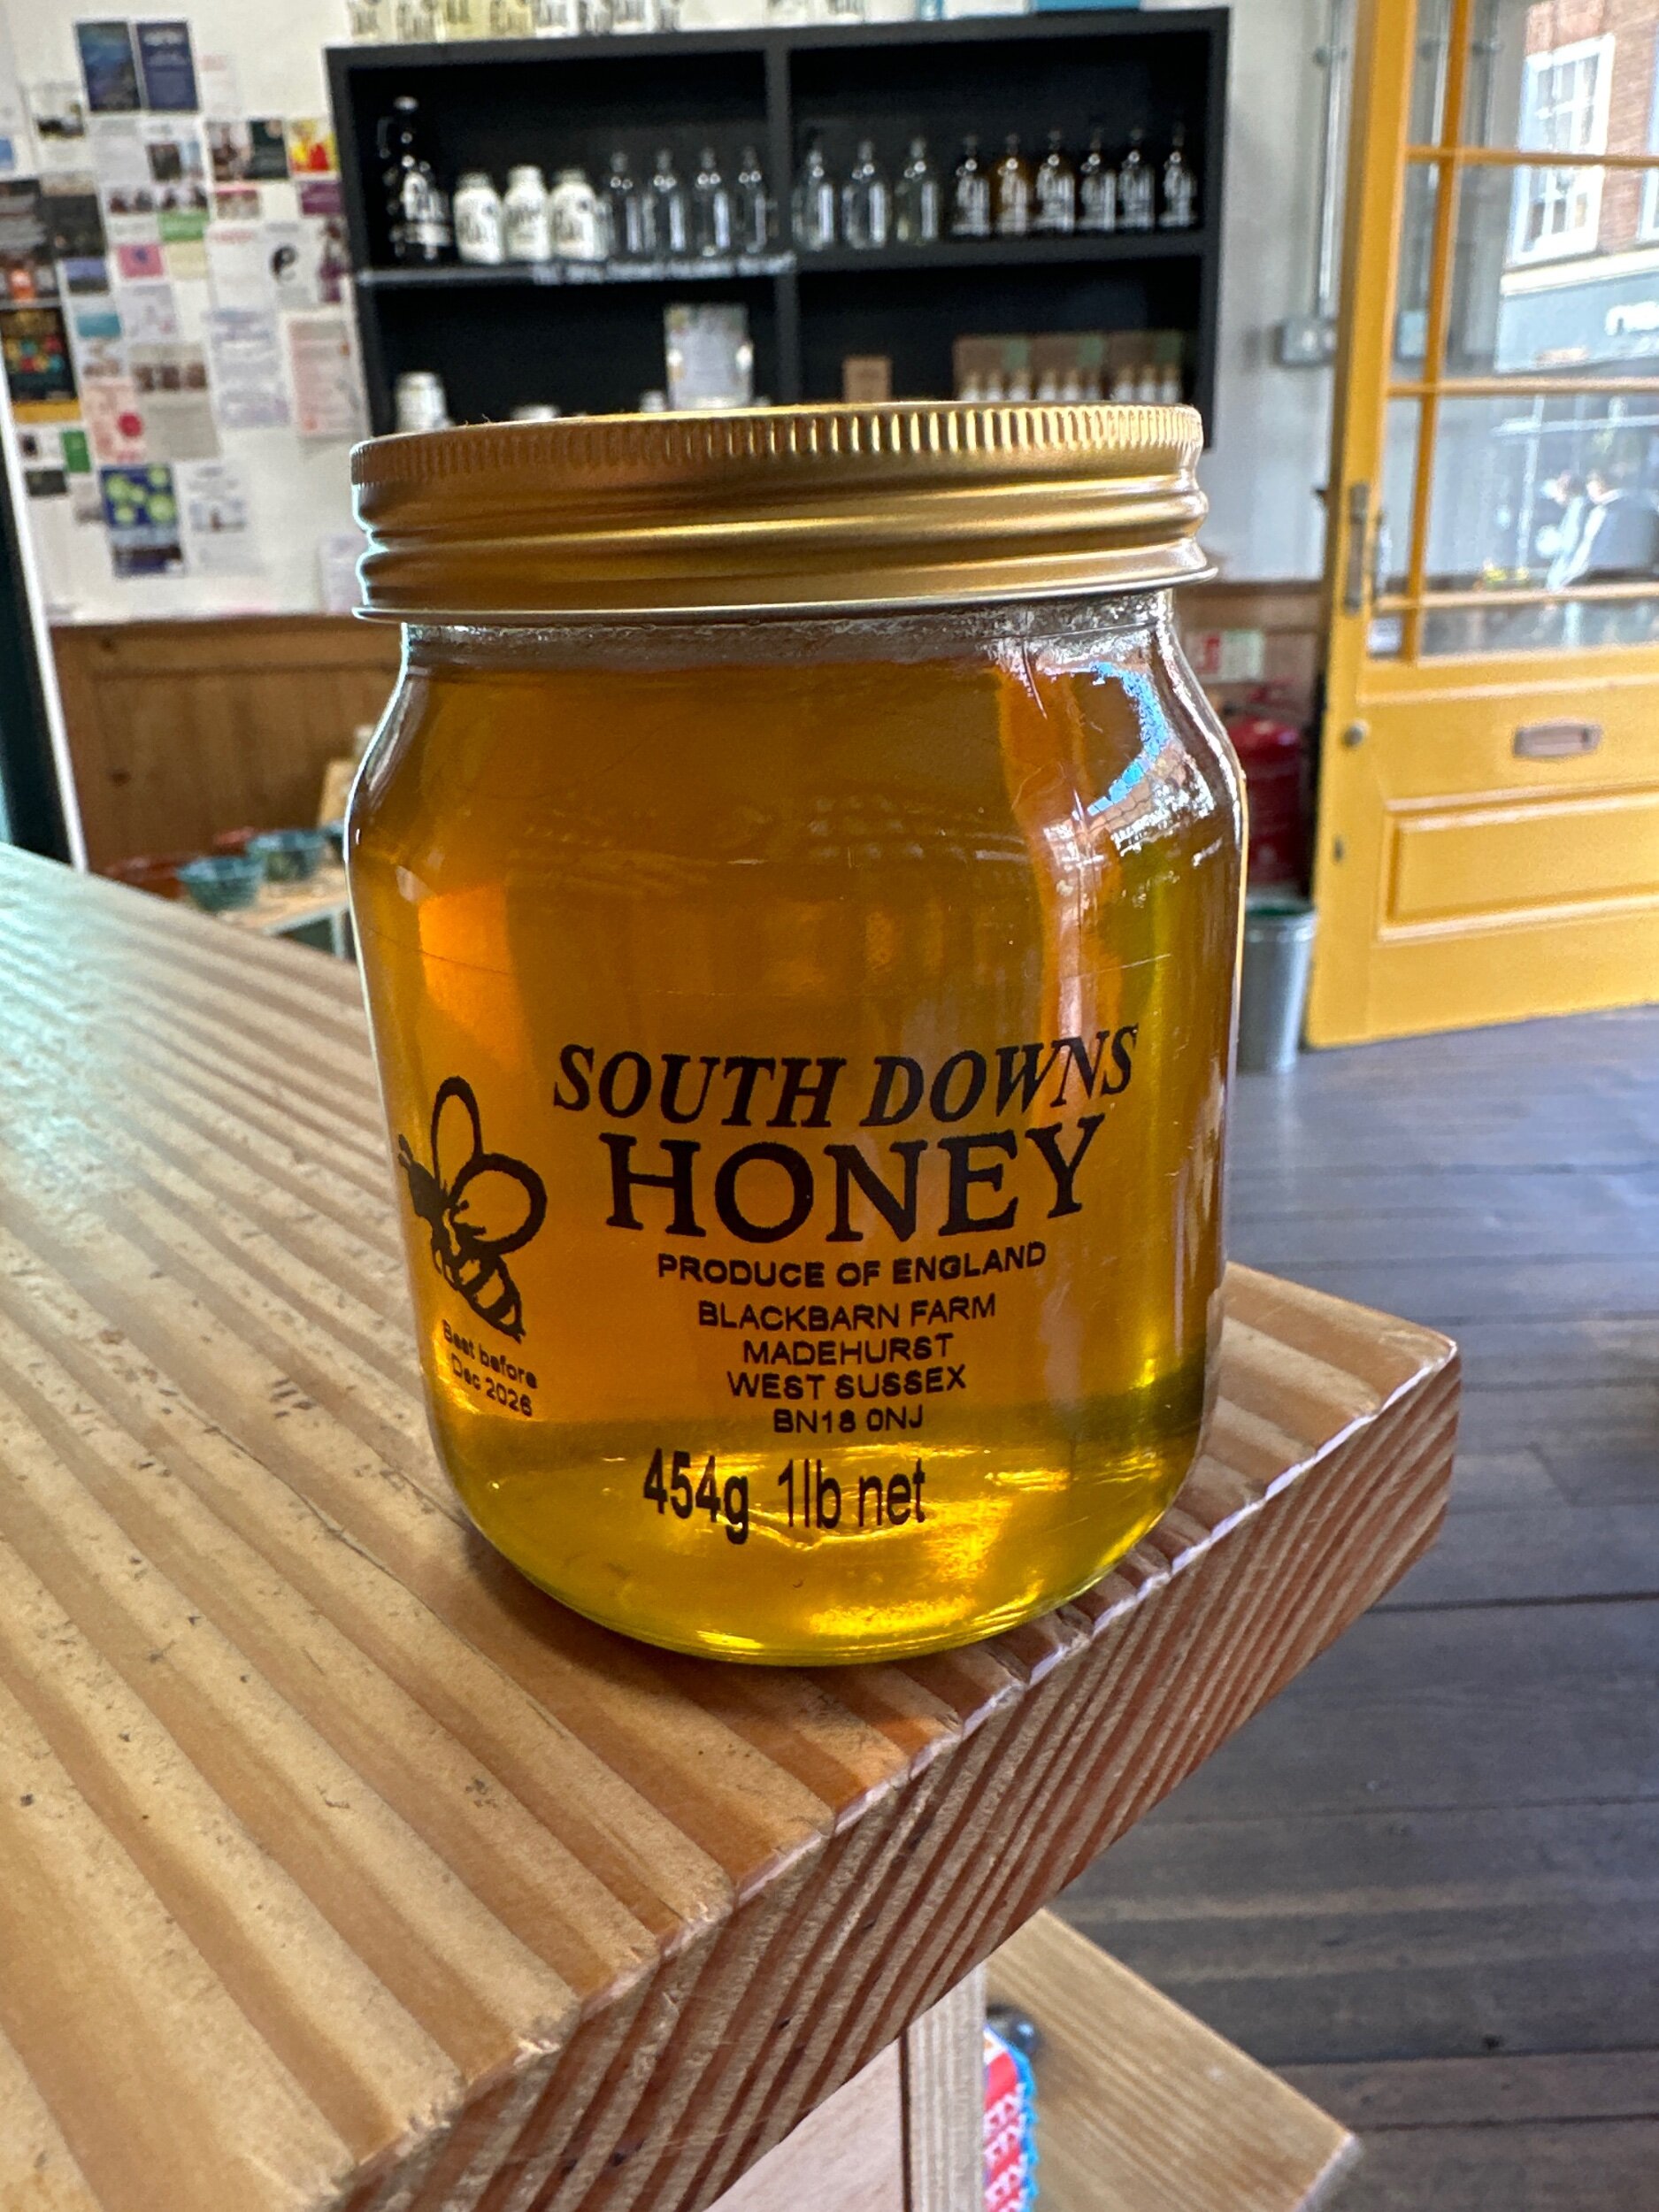 SOUTH DOWNS
HONEY
PRODUCE OF ENGLAND
BLACKBARN FARM
MADEHURST
WEST SUSSEX
BN18 0NJ
454g 1lb net
Best before
Dec 2026